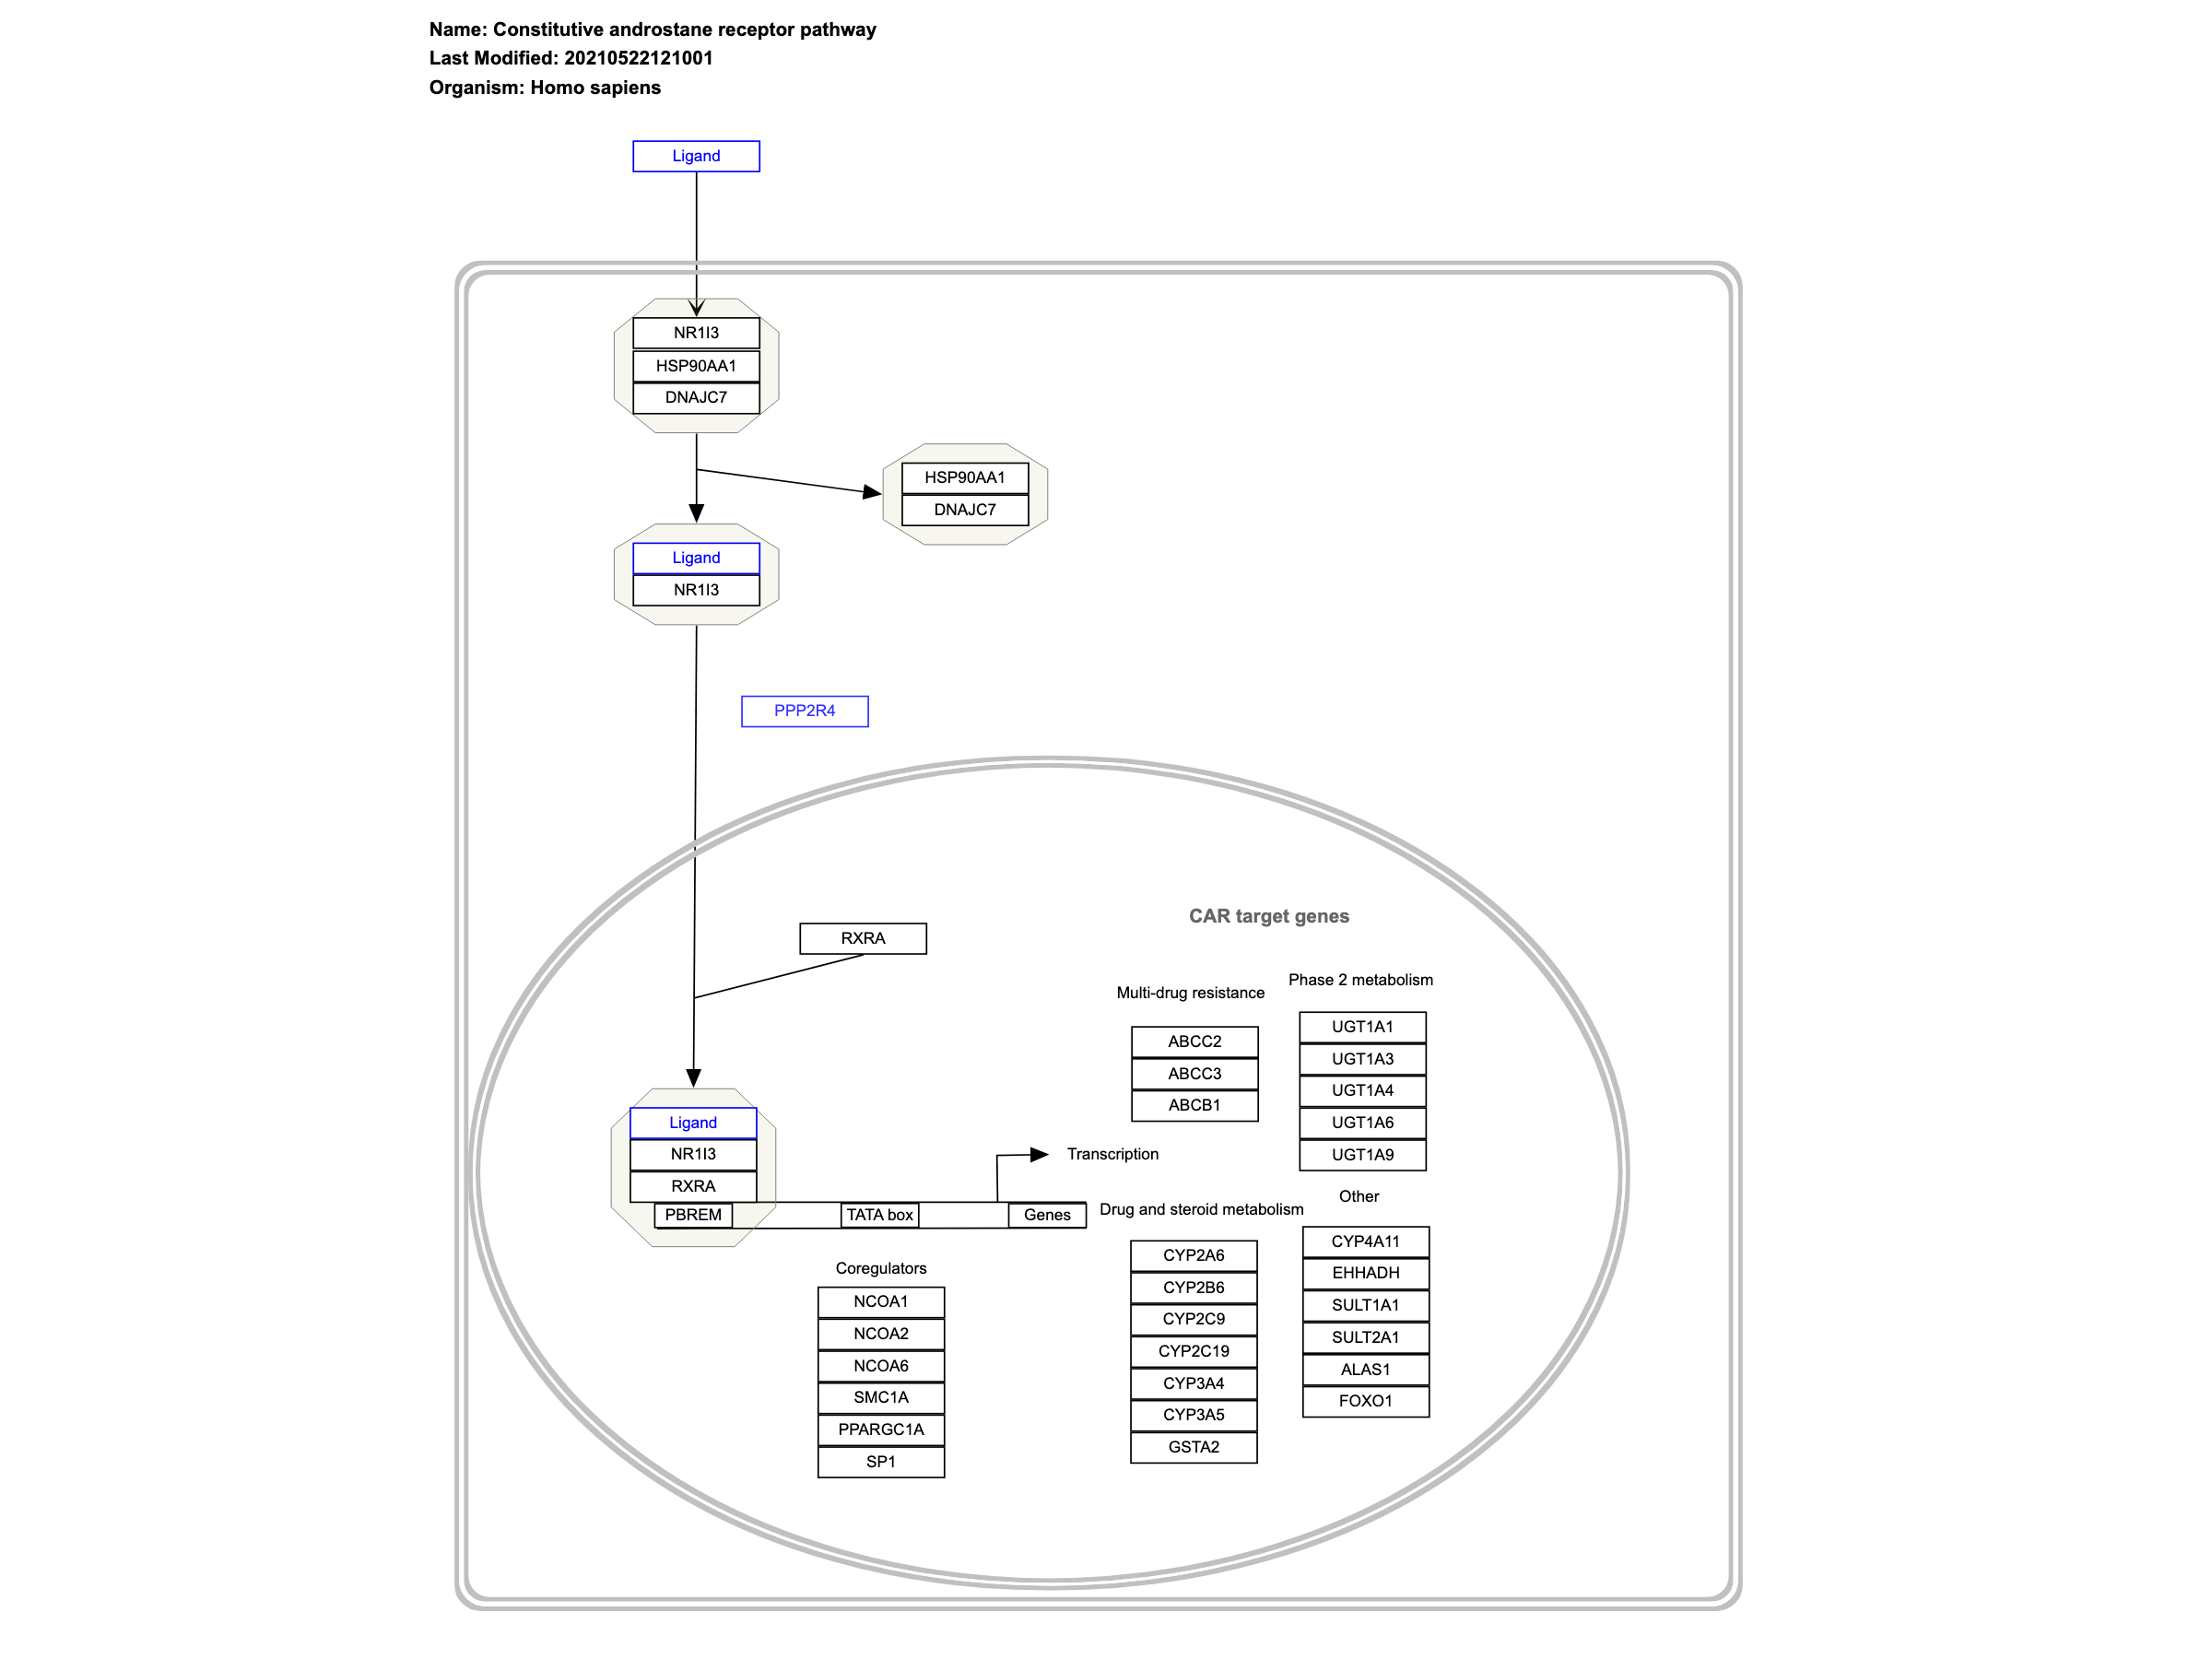 Name: Constitutive androstane receptor pathway
Last Modified: 20210522121001
Organism: Homo sapiens
Ligand
NR1I3
HSP90AA1
DNAJC7
HSP90AA1
DNAJC7
Ligand
NR1I3
PPP2R4
RXRA
CAR target genes
Multi-drug resistance
ABCC2
ABCC3
ABCB1
Phase 2 metabolism
UGT1A1
UGT1A3
UGT1A4
UGT1A6
UGT1A9
Ligand
NR1I3
RXRA
PBREM
TATA box
Genes
Transcription
Coregulators
NCOA1
NCOA2
NCOA6
SMC1A
PPARGC1A
SP1
Drug and steroid metabolism
CYP2A6
CYP2B6
CYP2C9
CYP2C19
CYP3A4
CYP3A5
GSTA2
Other
CYP4A11
EHHADH
SULT1A1
SULT2A1
ALAS1
FOXO1